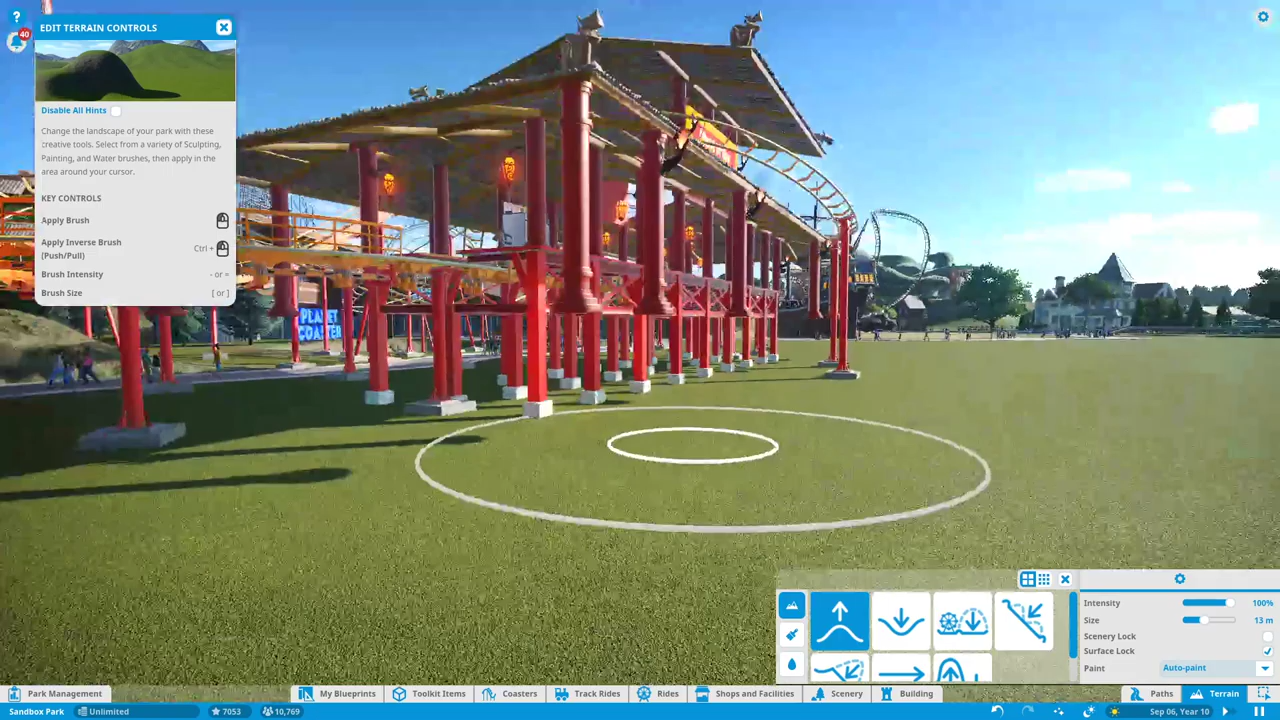 ?
40
EDIT TERRAIN CONTROLS
Disable All Hints
Change the landscape of your park with these
creative tools. Select from a variety of Sculpting,
Painting, and Water brushes, then apply in the
area around your cursor.
KEY CONTROLS
Apply Brush
Apply Inverse Brush
(Push/Pull)
Ctrl +
Brush Intensity
- or =
Brush Size
[ or ]
PLANET
COASTER
Intensity
100%
Size
13 m
Scenery Lock
Surface Lock
Paint
Auto-paint
Park Management
My Blueprints
Toolkit Items
Coasters
Track Rides
Rides
Shops and Facilities
Scenery
Building
Paths
Terrain
Sandbox Park
Unlimited
7053
10,769
Sep 06, Year 10